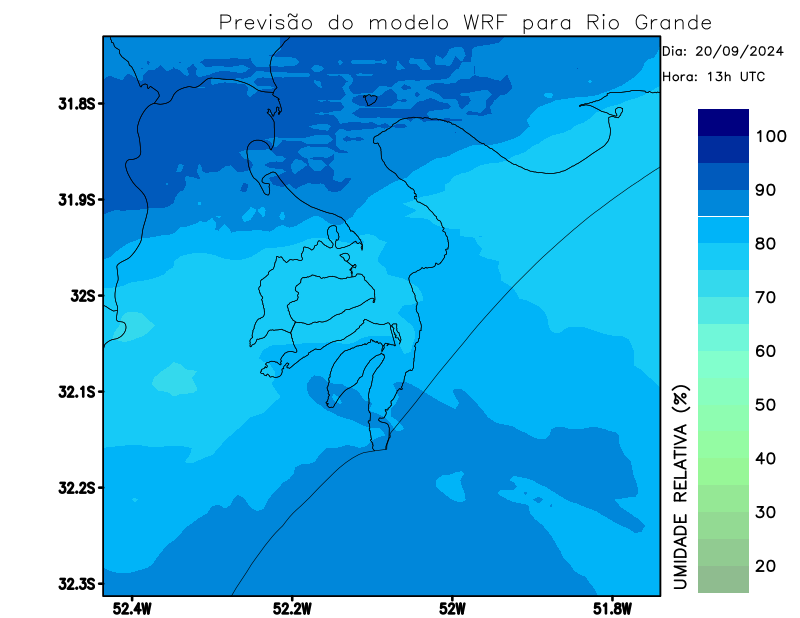 Previsão do modelo WRF para Rio Grande
Dia: 20/09/2024
Hora: 13h UTC
31.8S
31.9S
32S
32.1S
32.2S
32.3S
52.4W
52.2W
52W
51.8W
100
90
80
70
60
50
40
30
20
UMIDADE RELATIVA (%)